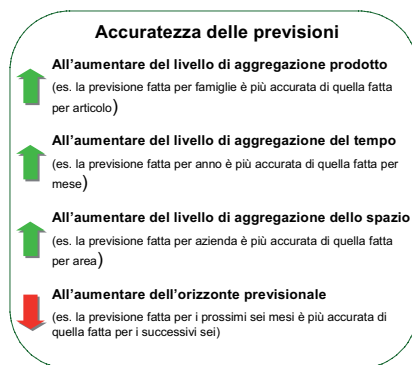 Accuratezza delle previsioni
All'aumentare del livello di aggregazione prodotto
(es. la previsione fatta per famiglie è più accurata di quella fatta
per articolo)
All'aumentare del livello di aggregazione del tempo
(es. la previsione fatta per anno è più accurata di quella fatta per
mese)
All'aumentare del livello di aggregazione dello spazio
(es. la previsione fatta per azienda è più accurata di quella fatta
per area)
All'aumentare dell'orizzonte previsionale
(es. la previsione fatta per i prossimi sei mesi è più accurata di
quella fatta per i successivi sei)